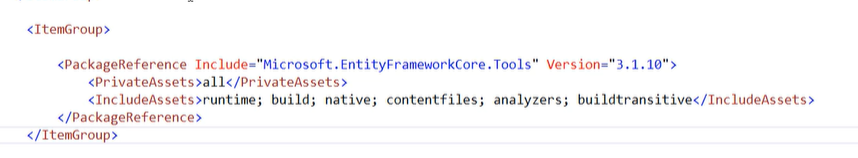 <ItemGroup>
<PackageReference Include="Microsoft.EntityFrameworkCore.Tools" Version="3.1.10">
<PrivateAssets>all</PrivateAssets>
<IncludeAssets>runtime; build; native; contentfiles; analyzers; buildtransitive</IncludeAssets>
</PackageReference>
</ItemGroup>